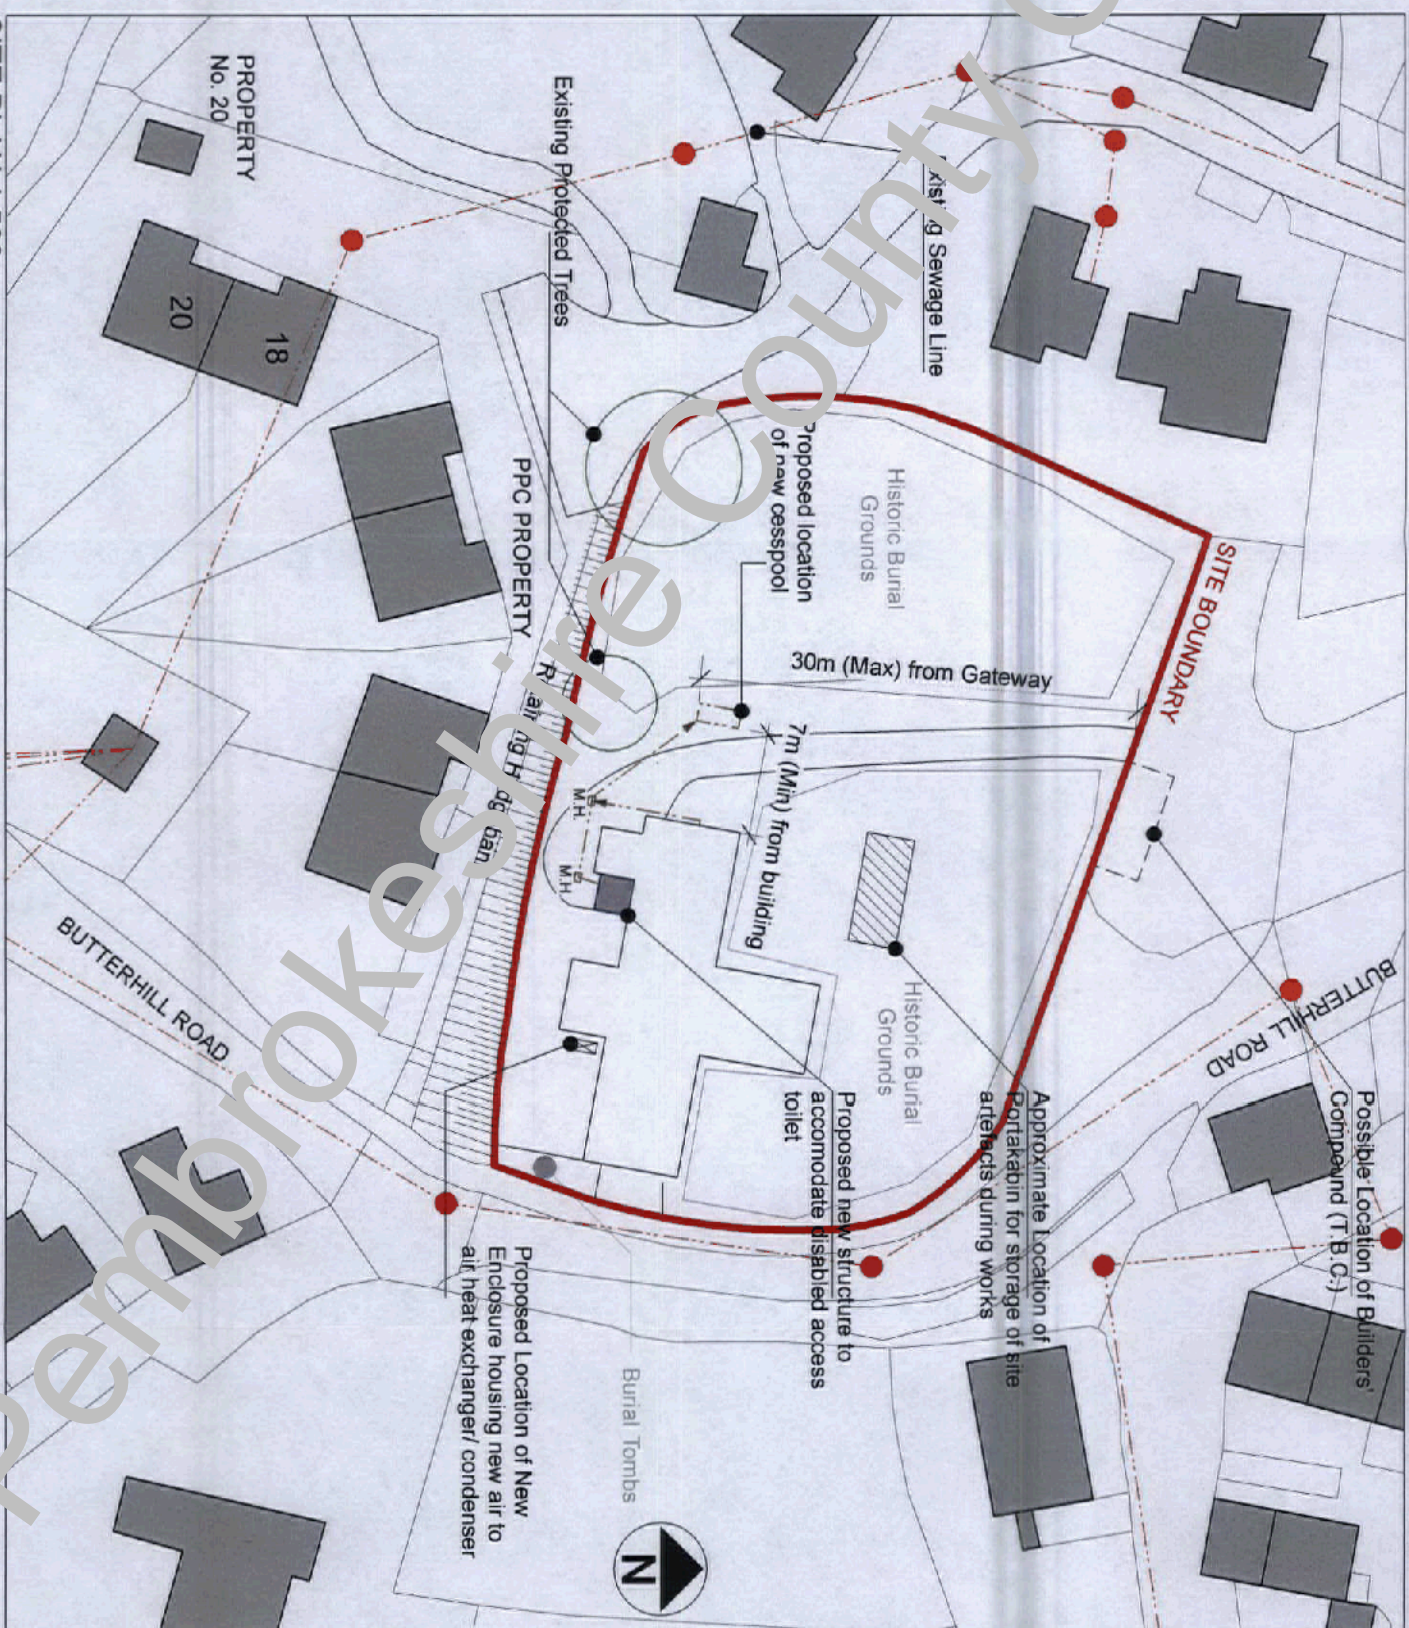 Pembrokeshire County
PROPERTY
No. 20
Existing Protected Trees
Existing Sewage Line
20
18
PPC PROPERTY
Proposed location
of new cesspool
Historic Burial
Grounds
SITE BOUNDARY
30m (Max) from Gateway
7m (Min) from building
M.H.
M.H.
BUTTERHILL ROAD
BUTTERHILL ROAD
Historic Burial
Grounds
Possible Location of Builders'
Compound (T.B.C.)
Approximate Location of
Portakabin for storage of site
artefacts during works
Proposed new structure to
accomodate disabled access
toilet
Proposed Location of New
Enclosure housing new air to
air heat exchanger/ condenser
Burial Tombs
N